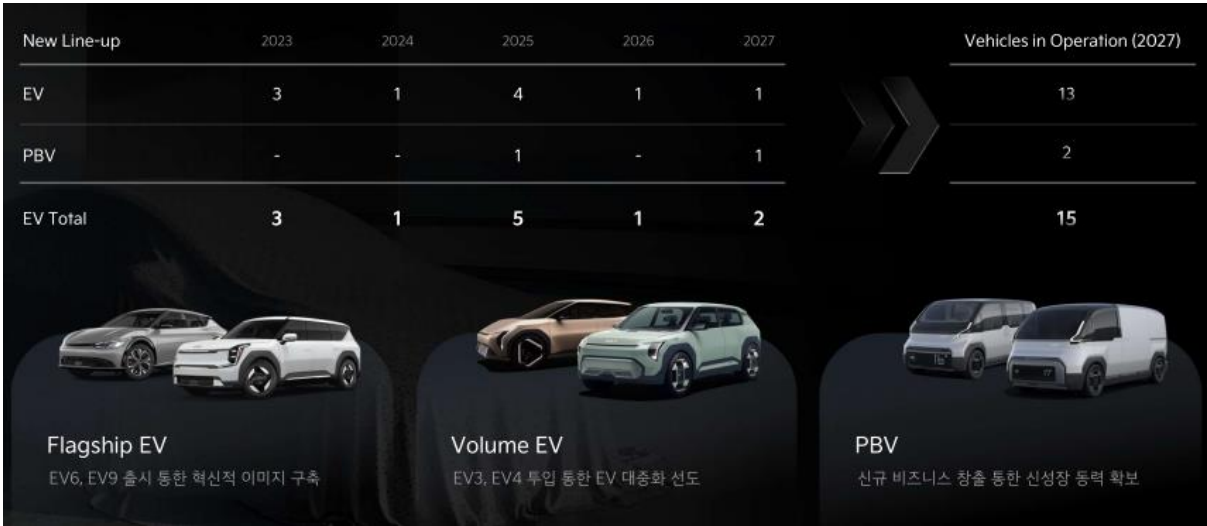 New Line-up 2023 2024 2025 2026 2027 Vehicles in Operation (2027)
EV 3 1 4 1 1 13
PBV - - 1 - 1 2
EV Total 3 1 5 1 2 15
Flagship EV
EV6, EV9 출시 통한 혁신적 이미지 구축
Volume EV
EV3, EV4 투입 통한 EV 대중화 선도
PBV
신규 비즈니스 창출 통한 신성장 동력 확보